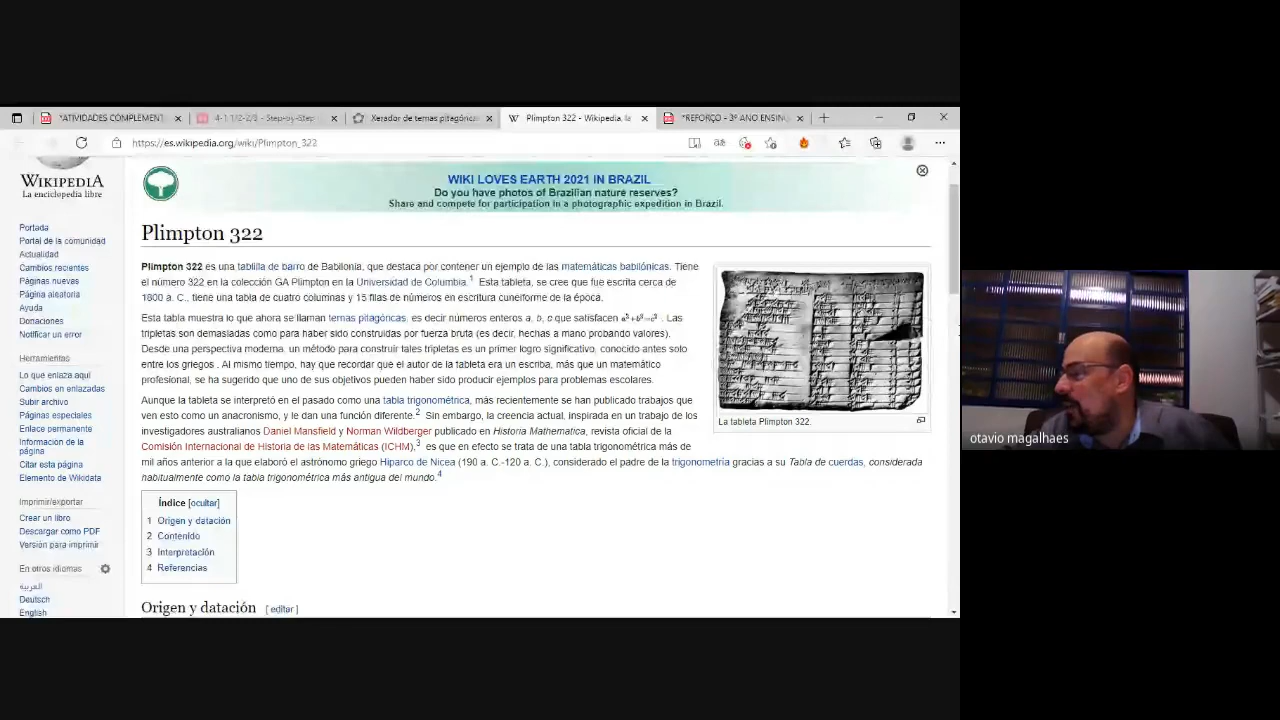 *ATIVIDADES COMPLEMENT
4-1 1/2-2/3 - Step-by-Step
Xerador de ternas pitagóricas
Plimpton 322 - Wikipedia, la
*REFORÇO - 3º ANO ENSIN
https://es.wikipedia.org/wiki/Plimpton_322
WIKIPEDIA
La enciclopedia libre
Portada
Portal de la comunidad
Actualidad
Cambios recientes
Páginas nuevas
Página aleatoria
Ayuda
Donaciones
Notificar un error
Herramientas
Lo que enlaza aquí
Cambios en enlazadas
Subir archivo
Páginas especiales
Enlace permanente
Información de la
página
Citar esta página
Elemento de Wikidata
Imprimir/exportar
Crear un libro
Descargar como PDF
Versión para imprimir
En otros idiomas
العربية
Deutsch
English
WIKI LOVES EARTH 2021 IN BRAZIL
Do you have photos of Brazilian nature reserves?
Share and compete for participation in a photographic expedition in Brazil.
Plimpton 322
Plimpton 322 es una tablilla de barro de Babilonia, que destaca por contener un ejemplo de las matemáticas babilónicas. Tiene
el número 322 en la colección GA Plimpton en la Universidad de Columbia.1 Esta tableta, se cree que fue escrita cerca de
1800 a. C., tiene una tabla de cuatro columnas y 15 filas de números en escritura cuneiforme de la época.
Esta tabla muestra lo que ahora se llaman ternas pitagóricas, es decir números enteros a, b, c que satisfacen a²+b²=c². Las
tripletas son demasiadas como para haber sido construidas por fuerza bruta (es decir, hechas a mano probando valores).
Desde una perspectiva moderna, un método para construir tales tripletas es un primer logro significativo, conocido antes solo
entre los griegos . Al mismo tiempo, hay que recordar que el autor de la tableta era un escriba, más que un matemático
profesional, se ha sugerido que uno de sus objetivos pueden haber sido producir ejemplos para problemas escolares.
Aunque la tableta se interpretó en el pasado como una tabla trigonométrica, más recientemente se han publicado trabajos que
ven esto como un anacronismo, y le dan una función diferente.2 Sin embargo, la creencia actual, inspirada en un trabajo de los
investigadores australianos Daniel Mansfield y Norman Wildberger publicado en Historia Mathematica, revista oficial de la
Comisión Internacional de Historia de las Matemáticas (ICHM),3 es que en efecto se trata de una tabla trigonométrica más de
mil años anterior a la que elaboró el astrónomo griego Hiparco de Nicea (190 a. C.-120 a. C.), considerado el padre de la trigonometría gracias a su Tabla de cuerdas, considerada
habitualmente como la tabla trigonométrica más antigua del mundo.4
La tableta Plimpton 322.
Índice [ocultar]
1 Origen y datación
2 Contenido
3 Interpretación
4 Referencias
Origen y datación [ editar ]
otavio magalhaes